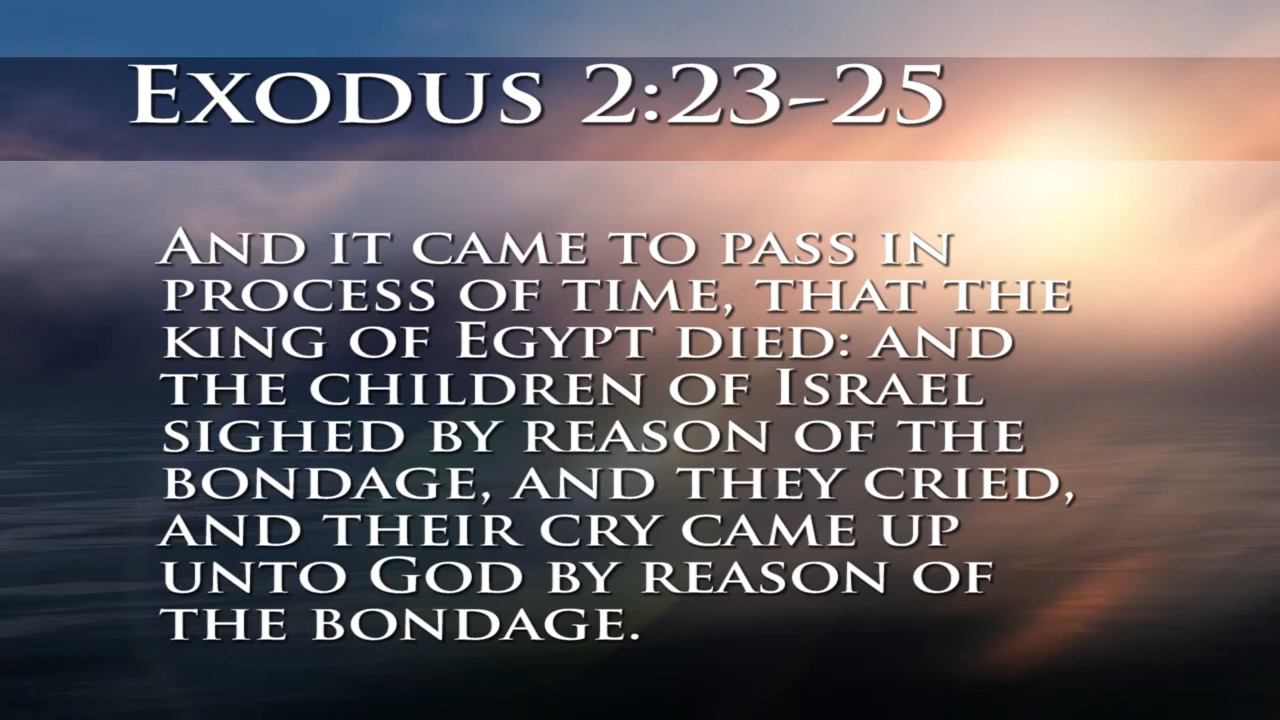 Exodus 2:23-25
And it came to pass in
process of time, that the
king of Egypt died: and
the children of Israel
sighed by reason of the
bondage, and they cried,
and their cry came up
unto God by reason of
the bondage.